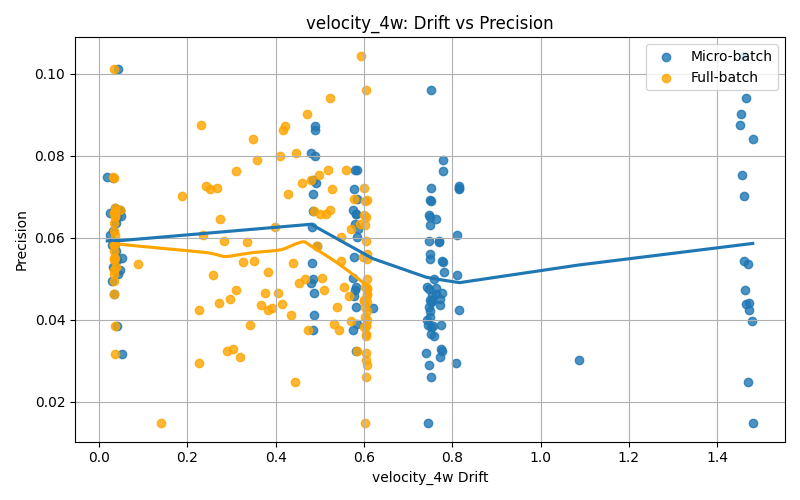 velocity_4w: Drift vs Precision
Micro-batch
Full-batch
Precision
0.10
0.08
0.06
0.04
0.02
0.0 0.2 0.4 0.6 0.8 1.0 1.2 1.4
velocity_4w Drift